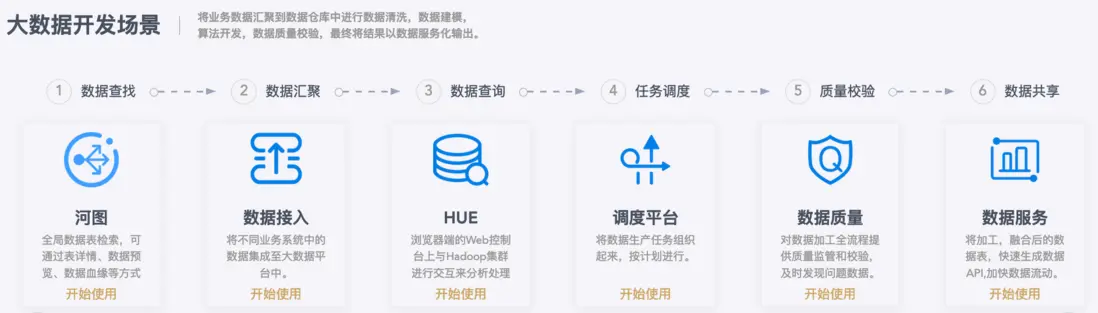 大数据开发场景
将业务数据汇聚到数据仓库中进行数据清洗，数据建模，
算法开发，数据质量校验，最终将结果以数据服务化输出。
1 数据查找
2 数据汇聚
3 数据查询
4 任务调度
5 质量校验
6 数据共享
河图
全局数据表检索，可
通过表详情、数据预
览、数据血缘等方式
开始使用
数据接入
将不同业务系统中的
数据集成至大数据平
台中。
开始使用
HUE
浏览器端的Web控制
台上与Hadoop集群
进行交互来分析处理
开始使用
调度平台
将数据生产任务组织
起来，按计划进行。
开始使用
Q
数据质量
对数据加工全流程提
供质量监管和校验，
及时发现问题数据。
开始使用
数据服务
将加工，融合后的数
据表，快速生成数据
API,加快数据流动。
开始使用